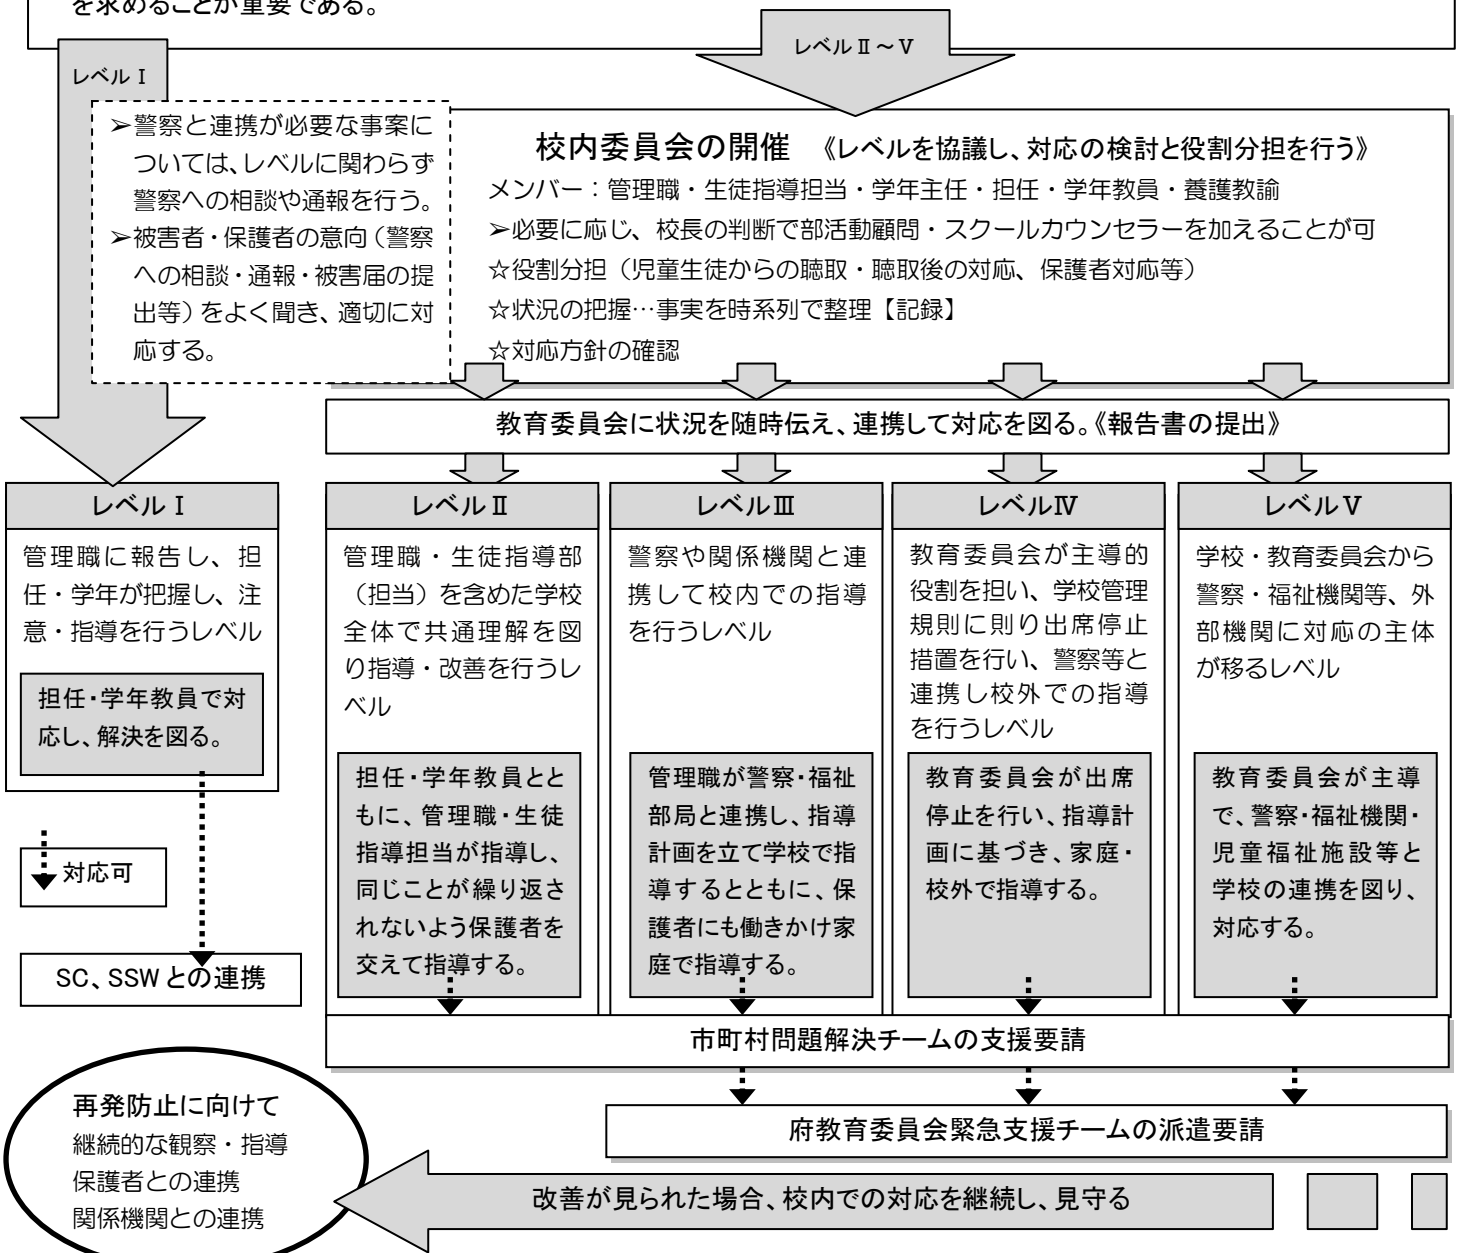 を求めることが重要である。
レベルⅠ
レベルⅡ～Ⅴ
➢警察と連携が必要な事案に
ついては、レベルに関わらず
警察への相談や通報を行う。
➢被害者・保護者の意向（警察
への相談・通報・被害届の提
出等）をよく聞き、適切に対
応する。
校内委員会の開催　《レベルを協議し、対応の検討と役割分担を行う》
メンバー：管理職・生徒指導担当・学年主任・担任・学年教員・養護教諭
➢必要に応じ、校長の判断で部活動顧問・スクールカウンセラーを加えることが可
☆役割分担（児童生徒からの聴取・聴取後の対応、保護者対応等）
☆状況の把握…事実を時系列で整理【記録】
☆対応方針の確認
教育委員会に状況を随時伝え、連携して対応を図る。《報告書の提出》
レベルⅠ
管理職に報告し、担
任・学年が把握し、注
意・指導を行うレベル
担任・学年教員で対
応し、解決を図る。
対応可
SC、SSWとの連携
レベルⅡ
管理職・生徒指導部
（担当）を含めた学校
全体で共通理解を図
り指導・改善を行うレ
ベル
担任・学年教員とと
もに、管理職・生徒
指導担当が指導し、
同じことが繰り返さ
れないよう保護者を
交えて指導する。
レベルⅢ
警察や関係機関と連
携して校内での指導
を行うレベル
管理職が警察・福祉
部局と連携し、指導
計画を立て学校で指
導するとともに、保
護者にも働きかけ家
庭で指導する。
レベルⅣ
教育委員会が主導的
役割を担い、学校管理
規則に則り出席停止
措置を行い、警察等と
連携し校外での指導
を行うレベル
教育委員会が出席
停止を行い、指導計
画に基づき、家庭・
校外で指導する。
レベルⅤ
学校・教育委員会から
警察・福祉機関等、外
部機関に対応の主体
が移るレベル
教育委員会が主導
で、警察・福祉機関・
児童福祉施設等と
学校の連携を図り、
対応する。
市町村問題解決チームの支援要請
府教育委員会緊急支援チームの派遣要請
改善が見られた場合、校内での対応を継続し、見守る
再発防止に向けて
継続的な観察・指導
保護者との連携
関係機関との連携